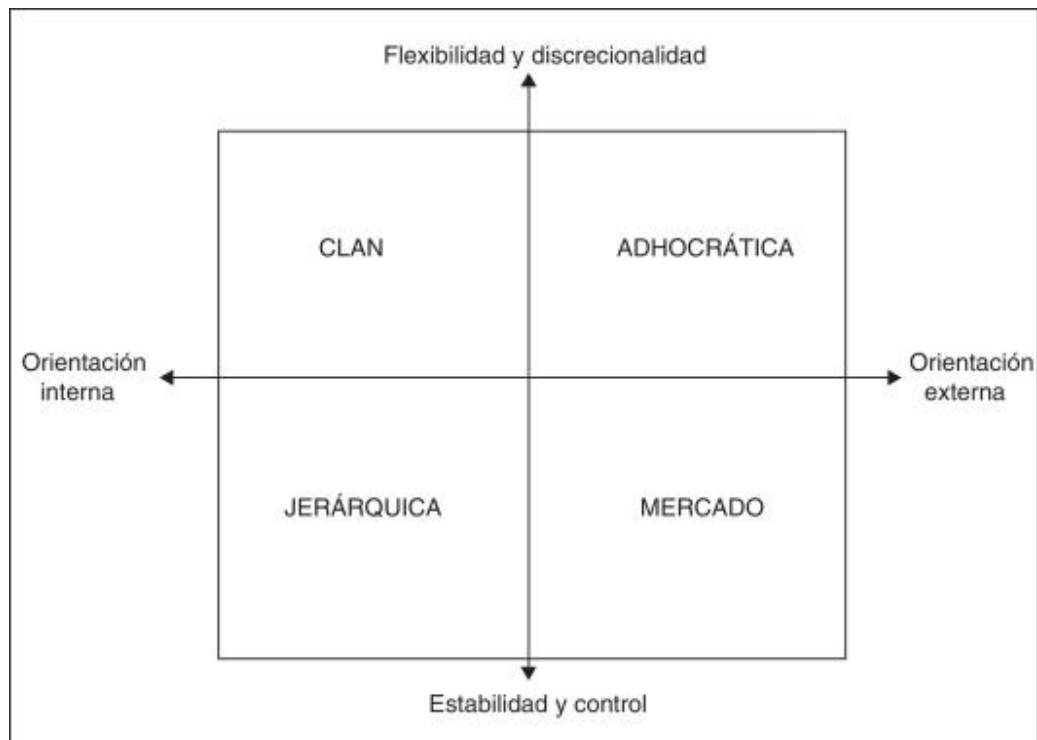 Flexibilidad y discrecionalidad
CLAN
ADHOCRÁTICA
Orientación
interna
Orientación
externa
JERÁRQUICA
MERCADO
Estabilidad y control